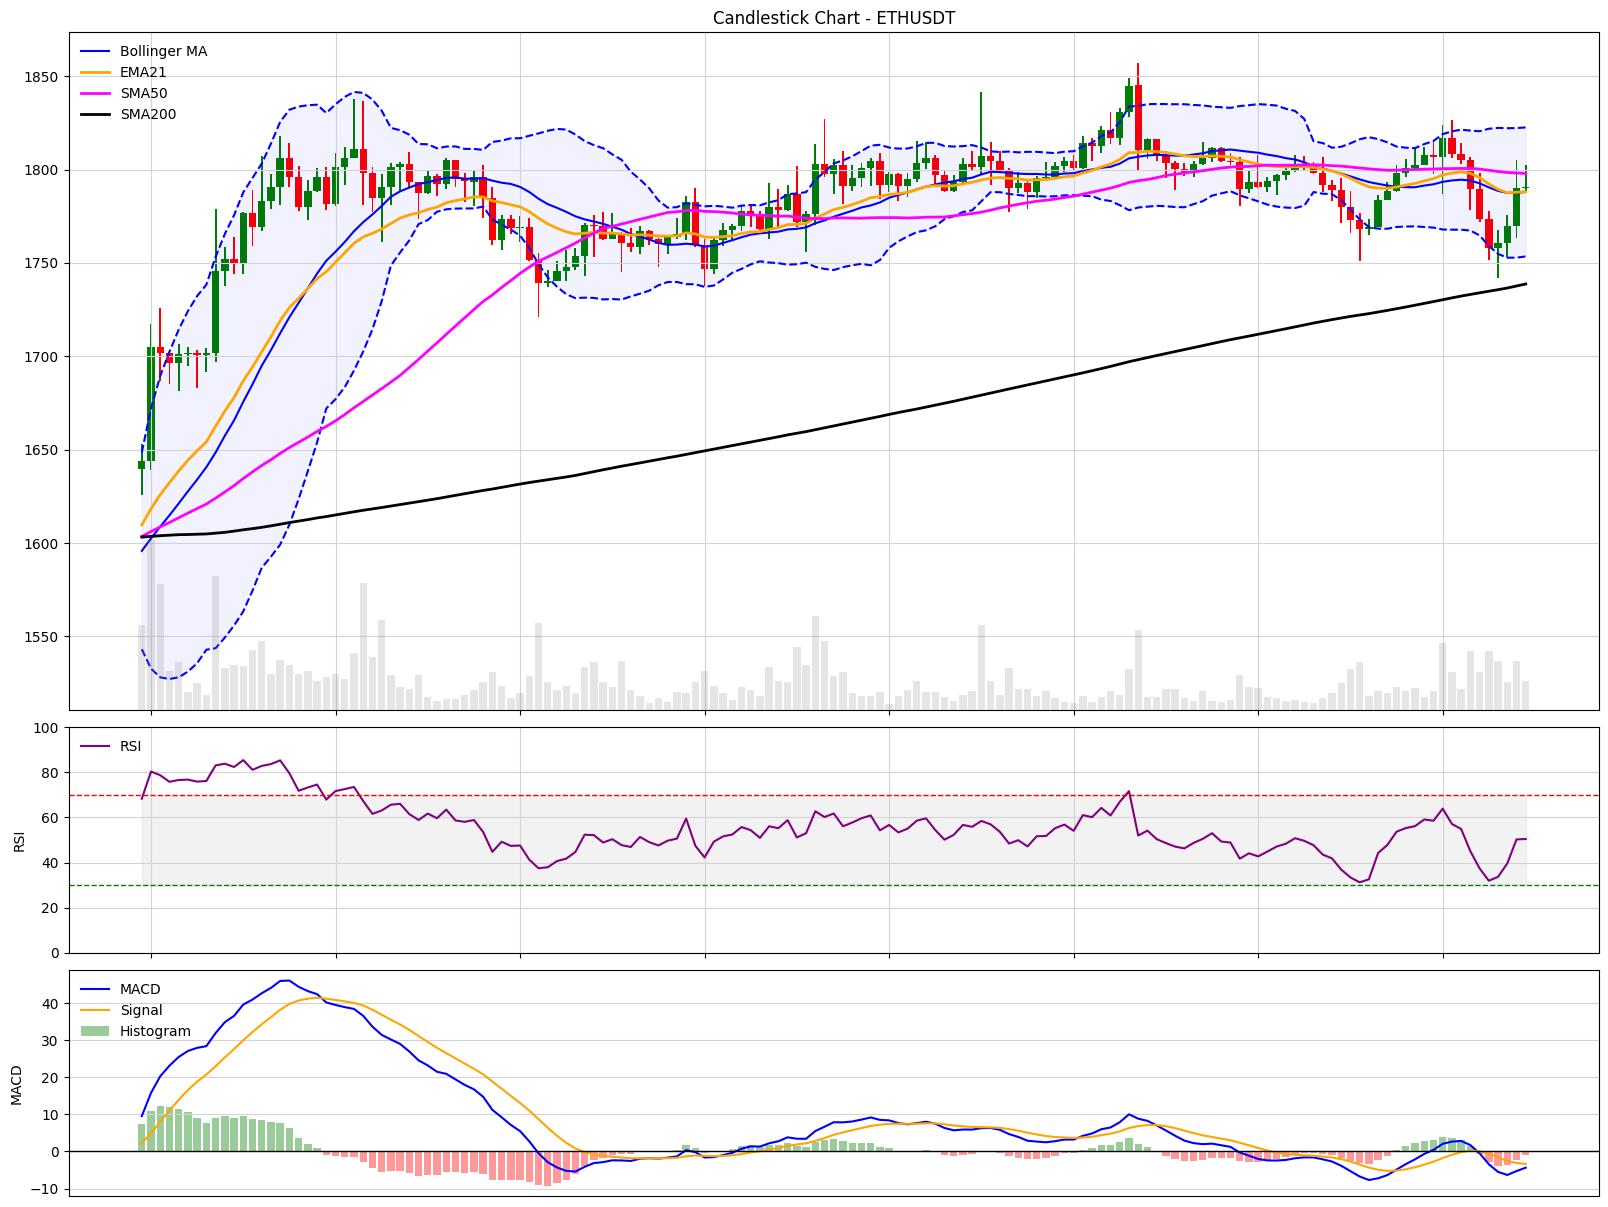 Candlestick Chart - ETHUSDT
Bollinger MA
EMA21
SMA50
SMA200
1850
1800
1750
1700
1650
1600
1550
RSI
100
80
60
40
20
0
RSI
MACD
Signal
Histogram
40
30
20
10
0
−10
MACD